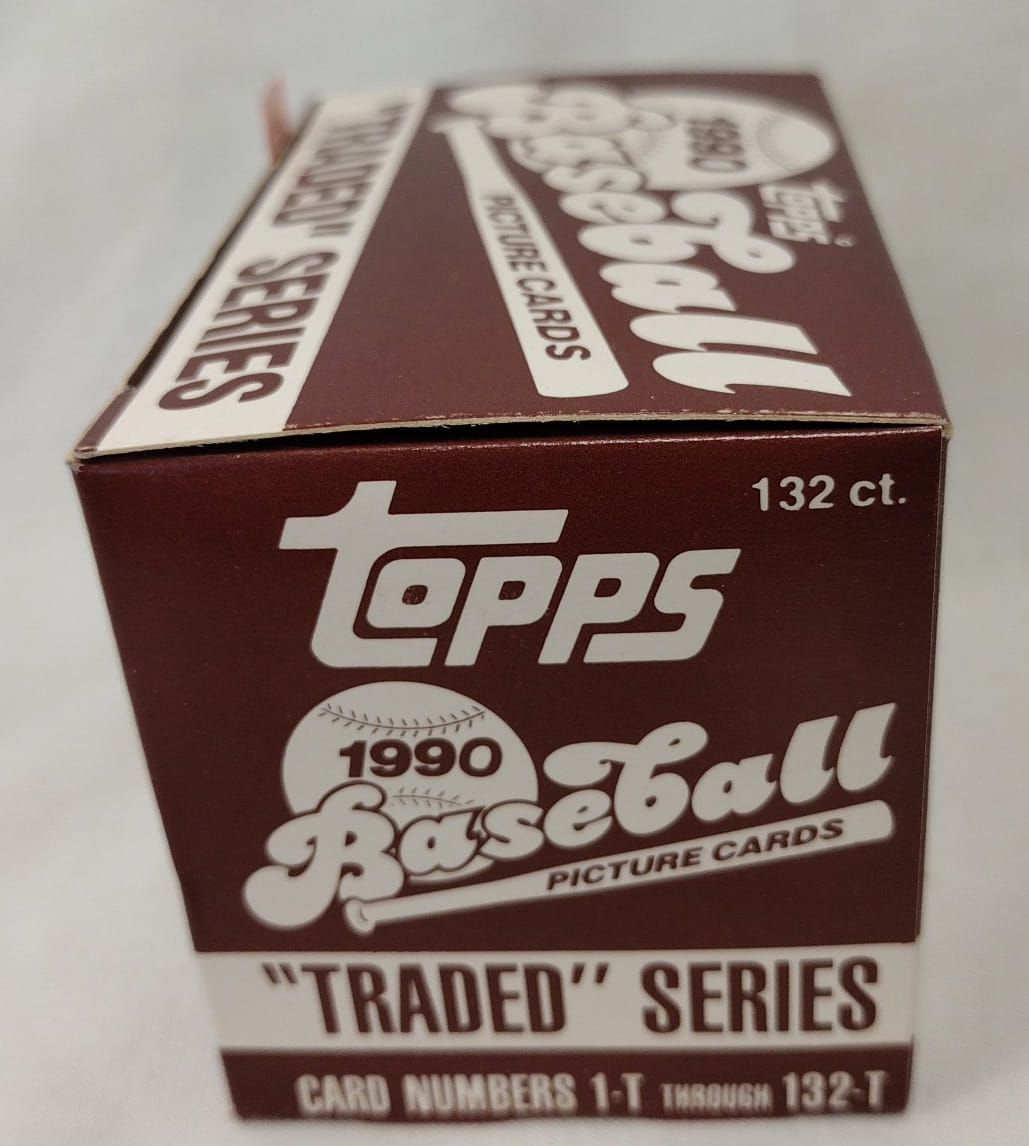 "TRADED" SERIES
PICTURE CARDS
Baseball
1990
topps
132 ct.
topps
1990
Baseball
PICTURE CARDS
"TRADED" SERIES
CARD NUMBERS 1-T THROUGH 132-T